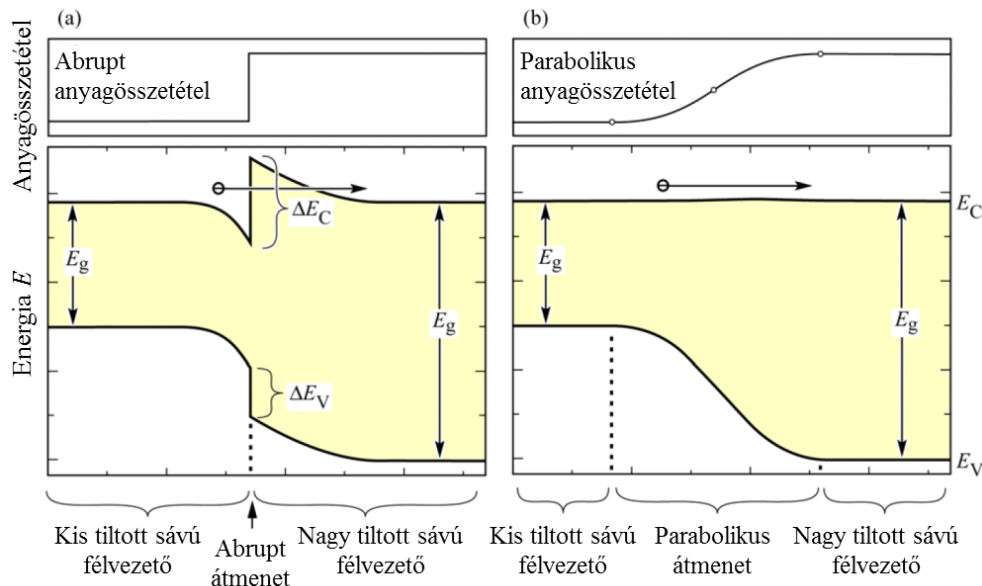 (a)
Anyagösszetétel
Abrupt
anyagösszetétel
Energia E
E_g
ΔE_C
ΔE_V
E_g
Kis tiltott sávú
félvezető
Abrupt
átmenet
Nagy tiltott sávú
félvezető
(b)
Parabolikus
anyagösszetétel
E_C
E_g
E_g
E_V
Kis tiltott sávú
félvezető
Parabolikus
átmenet
Nagy tiltott sávú
félvezető